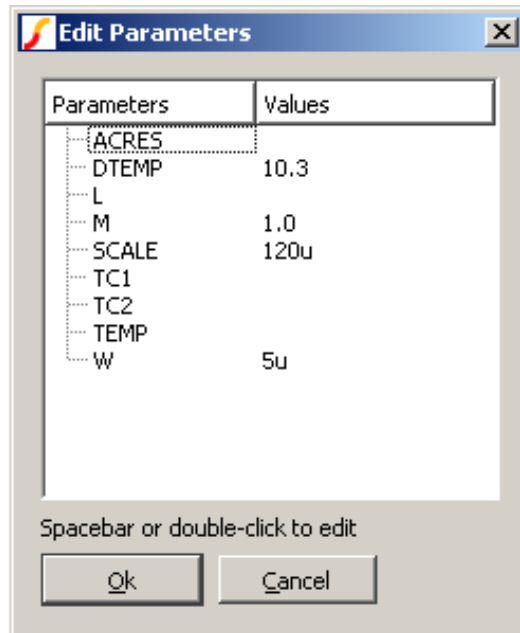 Edit Parameters
Parameters Values
ACRES
DTEMP 10.3
L
M 1.0
SCALE 120u
TC1
TC2
TEMP
W 5u
Spacebar or double-click to edit
Ok Cancel